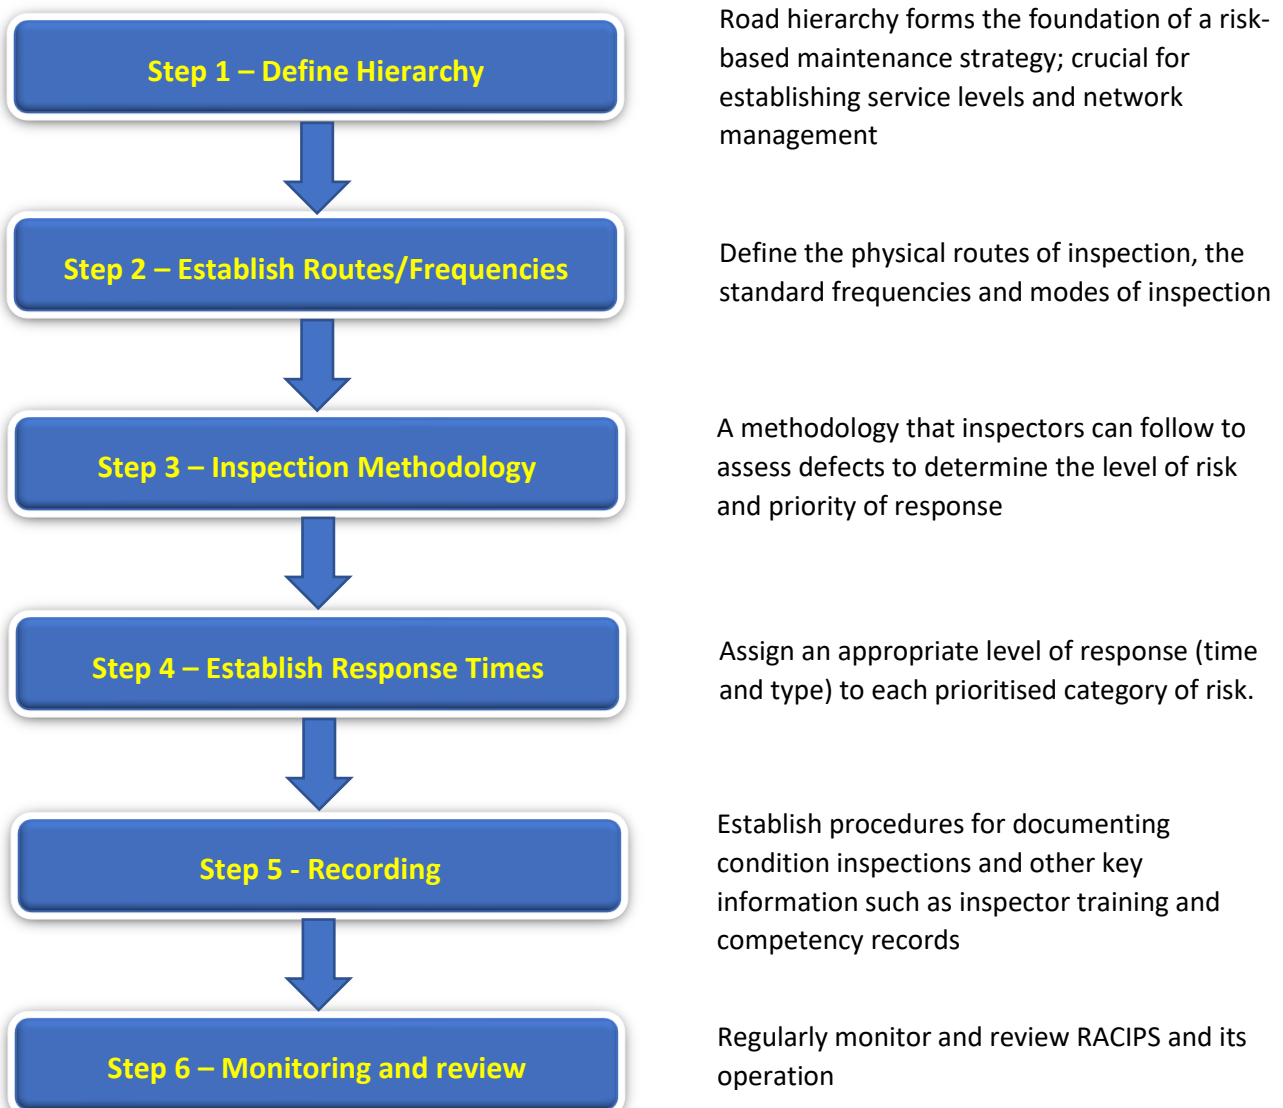 Step 1 – Define Hierarchy
Road hierarchy forms the foundation of a risk-
based maintenance strategy; crucial for
establishing service levels and network
management
Step 2 – Establish Routes/Frequencies
Define the physical routes of inspection, the
standard frequencies and modes of inspection
Step 3 – Inspection Methodology
A methodology that inspectors can follow to
assess defects to determine the level of risk
and priority of response
Step 4 – Establish Response Times
Assign an appropriate level of response (time
and type) to each prioritised category of risk.
Step 5 - Recording
Establish procedures for documenting
condition inspections and other key
information such as inspector training and
competency records
Step 6 – Monitoring and review
Regularly monitor and review RACIPS and its
operation